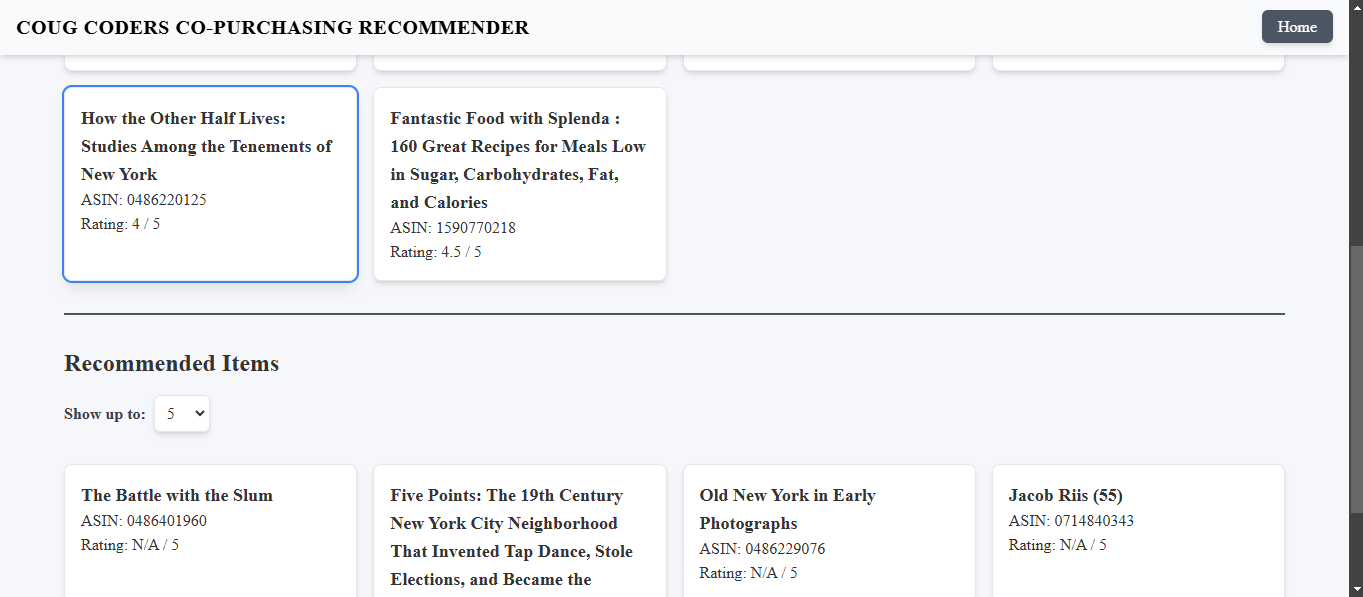 COUG CODERS CO-PURCHASING RECOMMENDER
Home
How the Other Half Lives:
Studies Among the Tenements of
New York
ASIN: 0486220125
Rating: 4 / 5
Fantastic Food with Splenda :
160 Great Recipes for Meals Low
in Sugar, Carbohydrates, Fat,
and Calories
ASIN: 1590770218
Rating: 4.5 / 5
Recommended Items
Show up to:
5
The Battle with the Slum
ASIN: 0486401960
Rating: N/A / 5
Five Points: The 19th Century
New York City Neighborhood
That Invented Tap Dance, Stole
Elections, and Became the
Old New York in Early
Photographs
ASIN: 0486229076
Rating: N/A / 5
Jacob Riis (55)
ASIN: 0714840343
Rating: N/A / 5